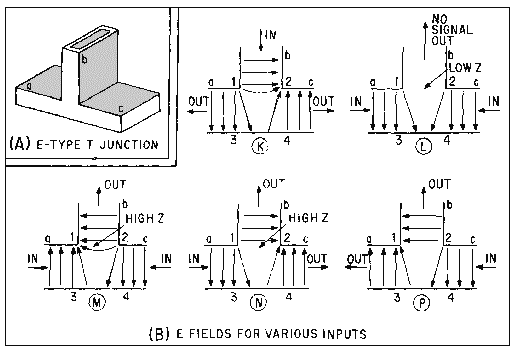 a
b
c
(A) E-TYPE T JUNCTION
IN
b
a 1 2 c
OUT OUT
3 4
K
NO
SIGNAL
OUT
b
LOW Z
a 1 2 c
IN IN
3 4
L
OUT
b
HIGH Z
a 1 2 c
IN IN
3 4
M
OUT
b
HIGH Z
a 1 2 c
IN OUT
3 4
N
OUT
b
a 1 2 c
OUT IN
3 4
P
(B) E FIELDS FOR VARIOUS INPUTS